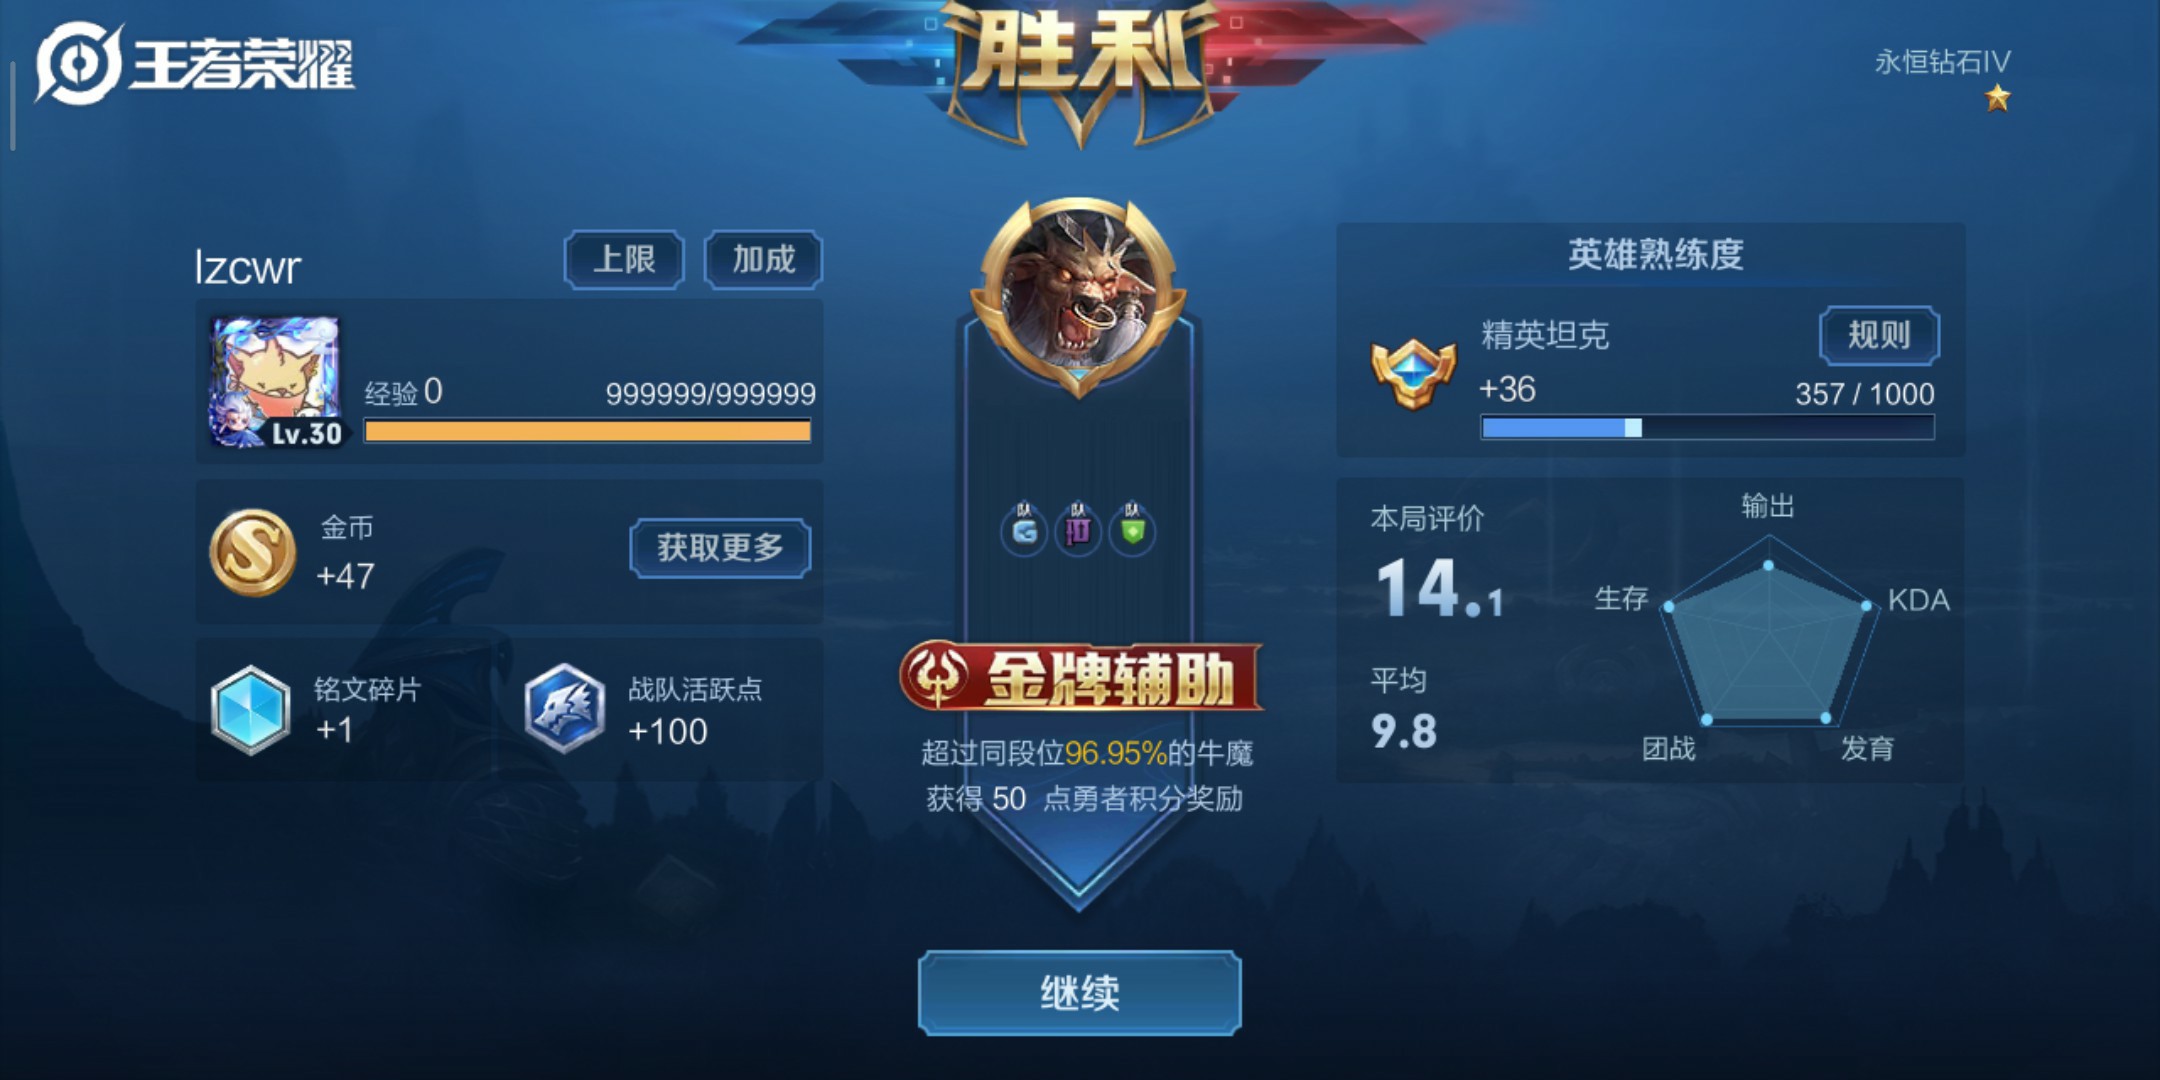 王者荣耀
胜利
永恒钻石IV
lzcwr
上限
加成
Lv.30
经验 0
999999/999999
金币
+47
获取更多
铭文碎片
+1
战队活跃点
+100
队 队 队
金牌辅助
超过同段位96.95%的牛魔
获得 50 点勇者积分奖励
继续
英雄熟练度
精英坦克
规则
+36
357 / 1000
本局评价
14.1
平均
9.8
输出
生存
KDA
团战
发育